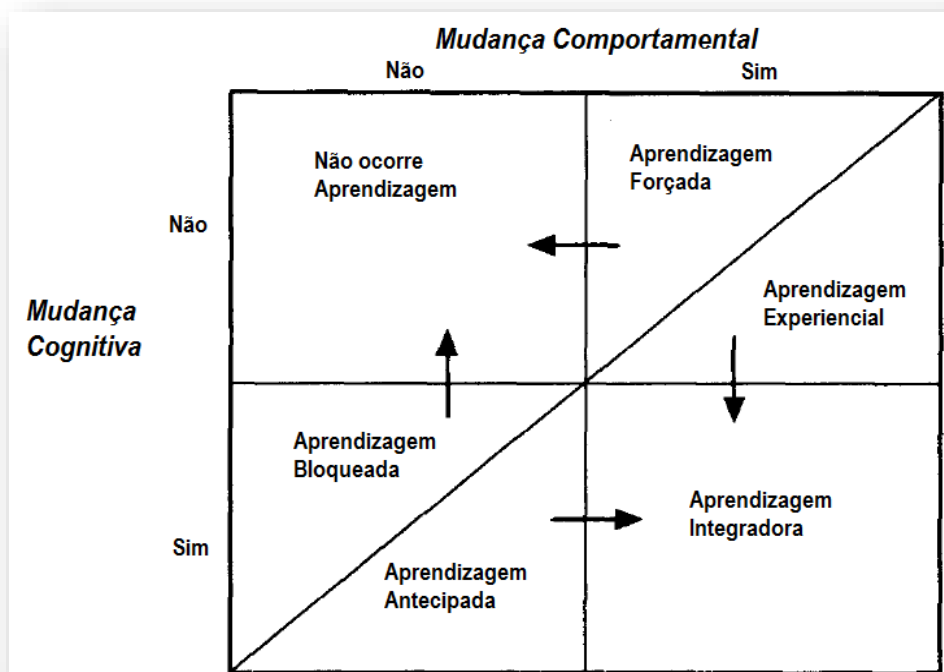 Mudança Comportamental
Não
Sim
Não ocorre
Aprendizagem
Aprendizagem
Forçada
Não
Aprendizagem
Experiencial
Mudança
Cognitiva
Aprendizagem
Bloqueada
Aprendizagem
Integradora
Sim
Aprendizagem
Antecipada